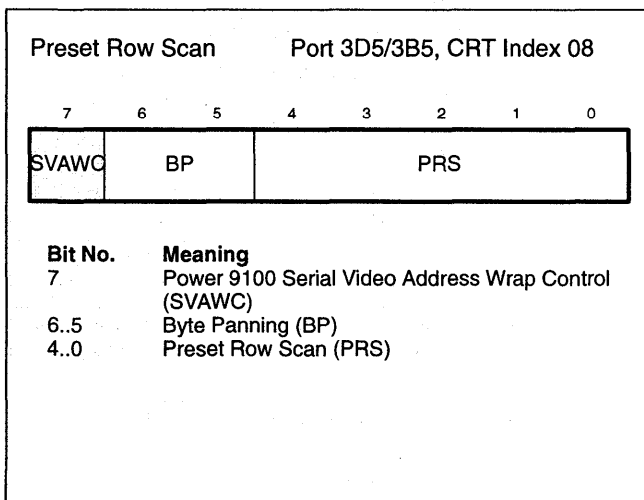 Preset Row Scan Port 3D5/3B5, CRT Index 08
7 6 5 4 3 2 1 0
SVAWC BP PRS
Bit No. Meaning
7 Power 9100 Serial Video Address Wrap Control
(SVAWC)
6..5 Byte Panning (BP)
4..0 Preset Row Scan (PRS)